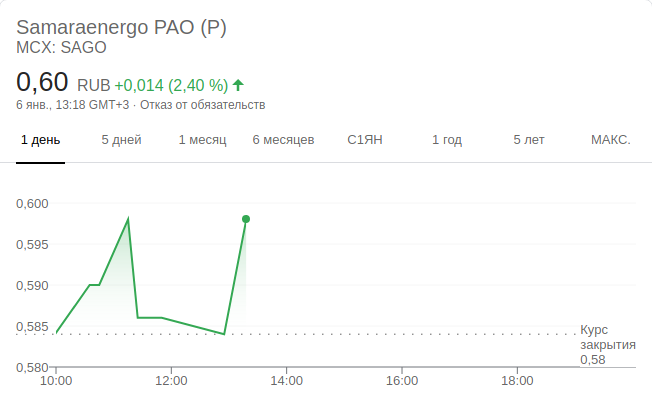 Samaraenergo PAO (P)
MCX: SAGO
0,60 RUB +0,014 (2,40 %)
6 янв., 13:18 GMT+3 · Отказ от обязательств
1 день 5 дней 1 месяц 6 месяцев С1ЯН 1 год 5 лет МАКС.
0,600
0,595
0,590
0,585
0,580
Курс
закрытия
0,58
10:00 12:00 14:00 16:00 18:00